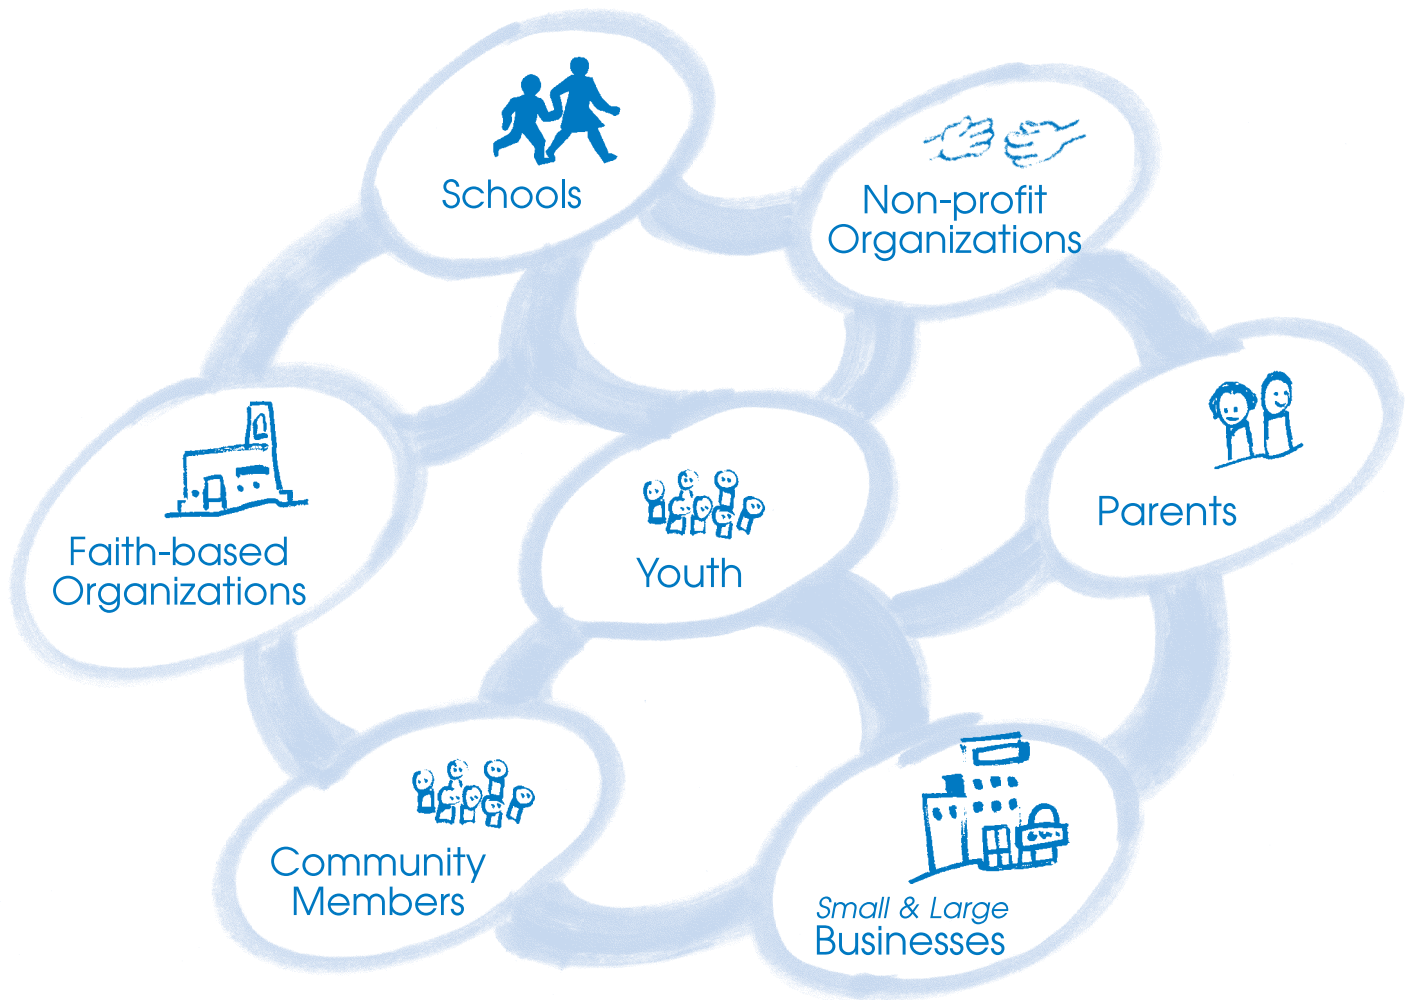 Schools
Non-profit
Organizations
Parents
Faith-based
Organizations
Youth
Community
Members
Small & Large
Businesses